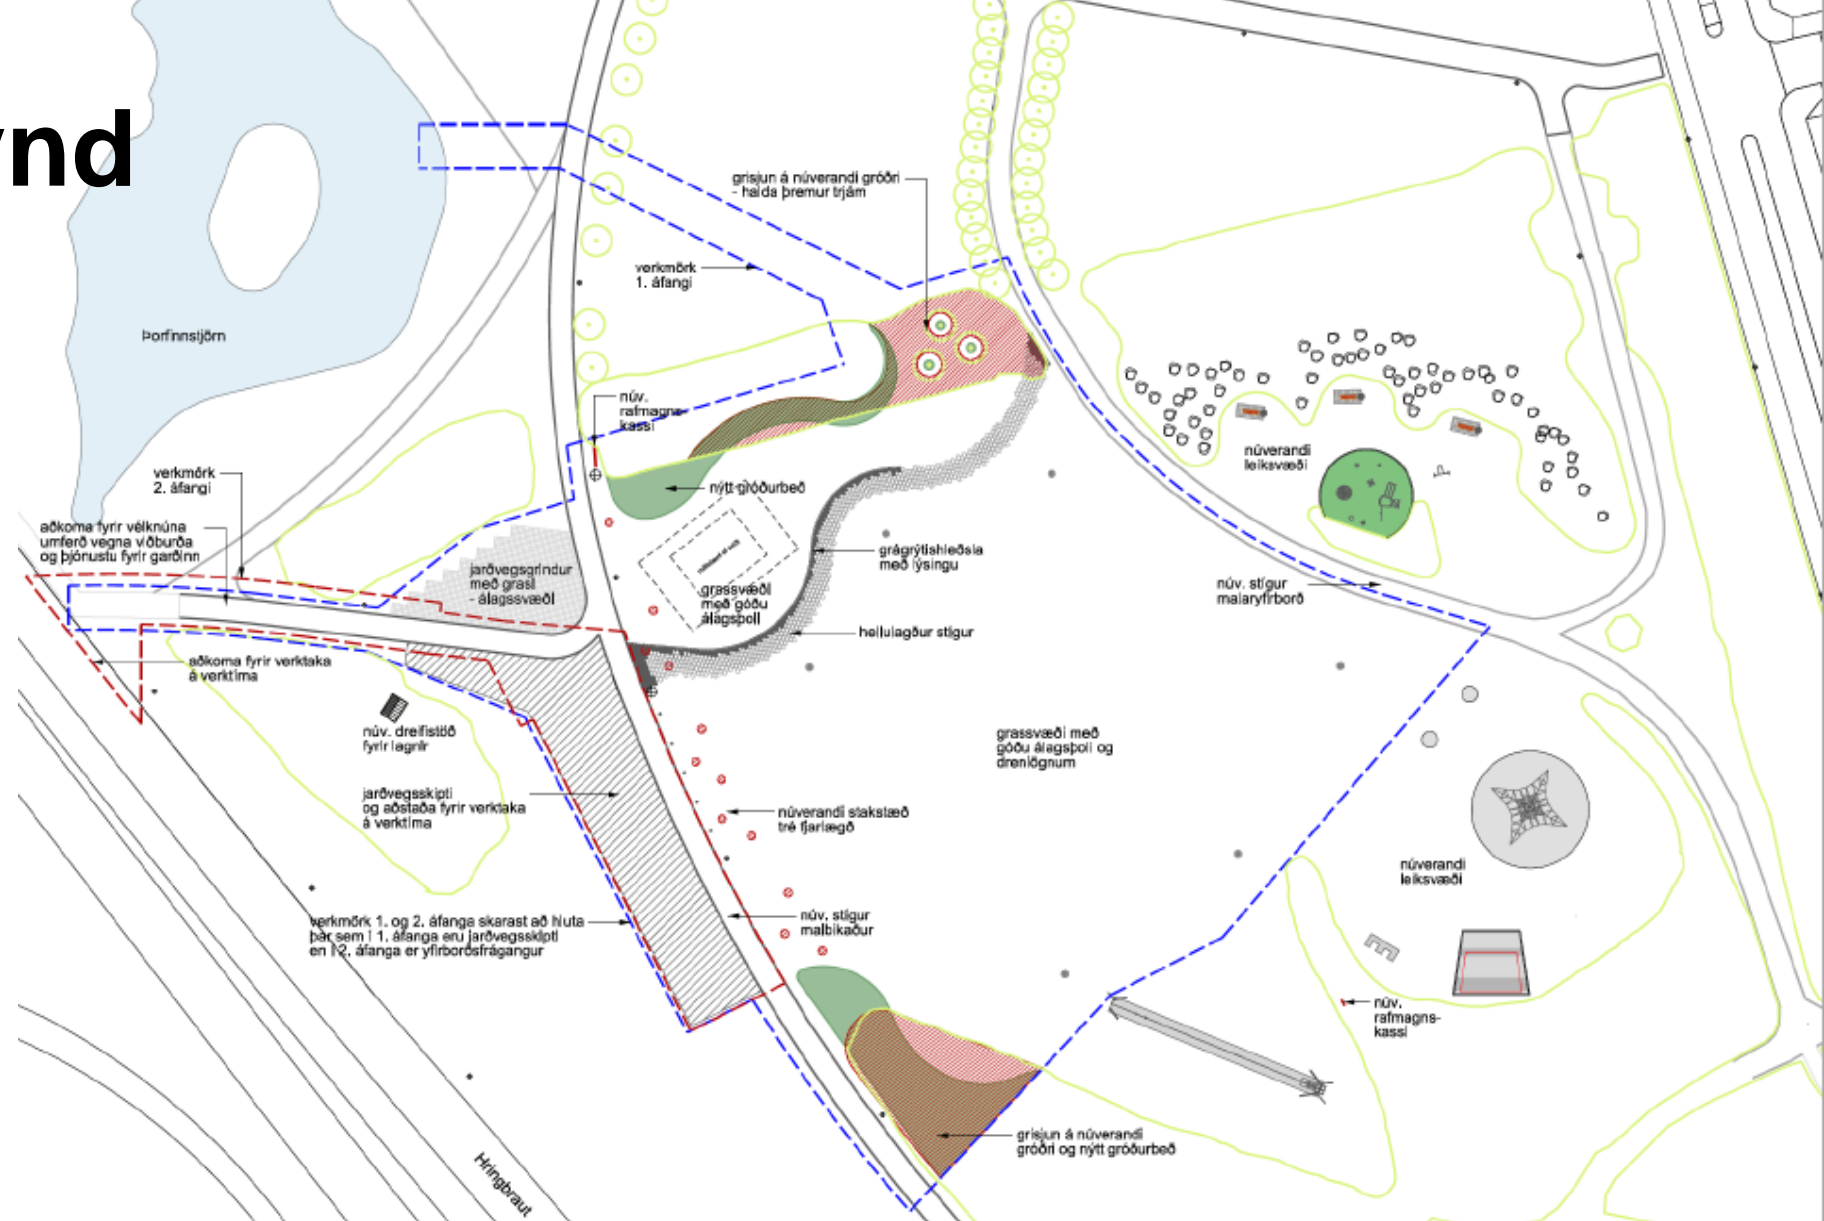 ynd
grisjun á núverandi gróðri
- halda þremur trjám
verkmörk
1. áfangi
Þorfinnstjörn
núv.
rafmagns-
kassi
núverandi
leiksvæði
verkmörk
2. áfangi
nýtt gróðurbeð
aðkoma fyrir vélknúna
umferð vegna viðburða
og þjónustu fyrir garðinn
grágrýtishleðsla
með lýsingu
jarðvegsgrindur
með grasi
- álagssvæði
grassvæði
með góðu
álagsþoli
núv. stígur
malaryfirborð
hellulagður stígur
aðkoma fyrir verktaka
á verktíma
núv. dreifistöð
fyrir lagnir
grassvæði með
góðu álagsþoli og
drenlögnum
jarðvegsskipti
og aðstaða fyrir verktaka
á verktíma
núverandi stakstæð
tré fjarlægð
núverandi
leiksvæði
verkmörk 1. og 2. áfanga skarast að hluta
þar sem í 1. áfanga eru jarðvegsskipti
en í 2. áfanga er yfirborðsfrágangur
núv. stígur
malbikaður
núv.
rafmagns-
kassi
grisjun á núverandi
gróðri og nýtt gróðurbeð
Hringbraut